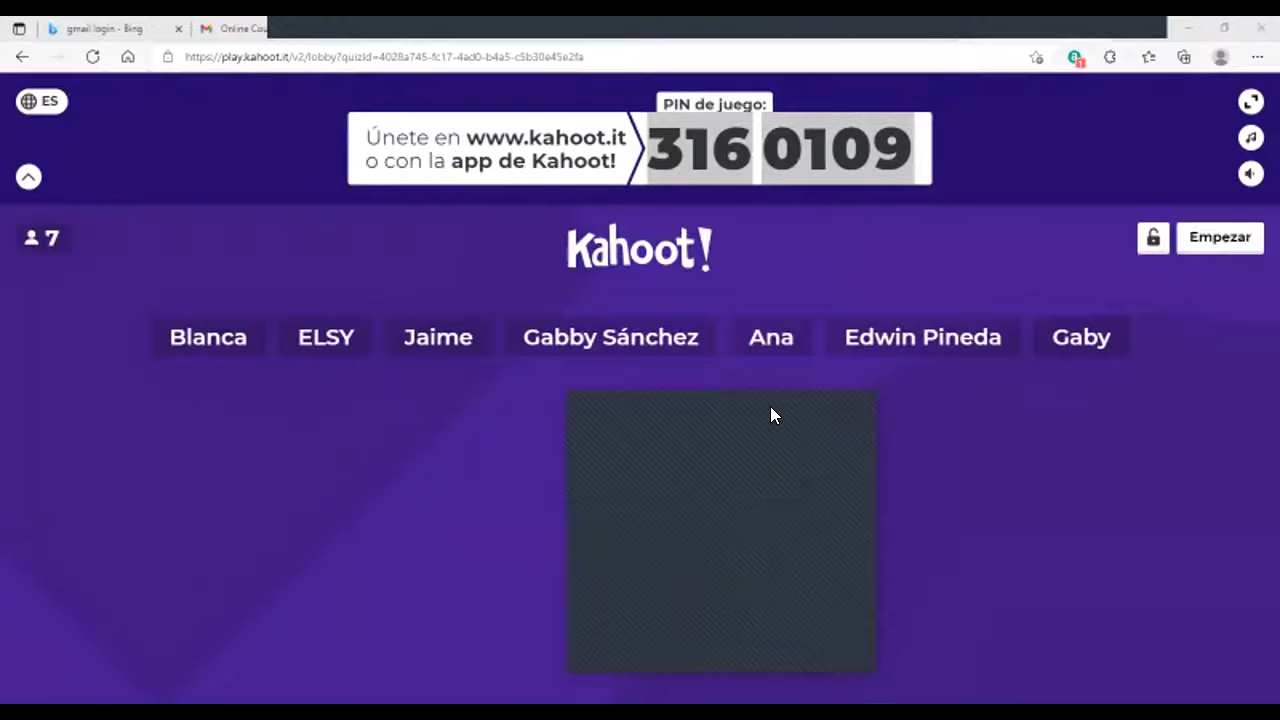 gmail login - Bing
Online Cou
https://play.kahoot.it/v2/lobby?quizId=4028a745-fc17-4ad0-b4a5-c5b30e45e2fa
ES
PIN de juego:
Únete en www.kahoot.it
o con la app de Kahoot!
316 0109
7
Kahoot!
Empezar
Blanca ELSY Jaime Gabby Sánchez Ana Edwin Pineda Gaby